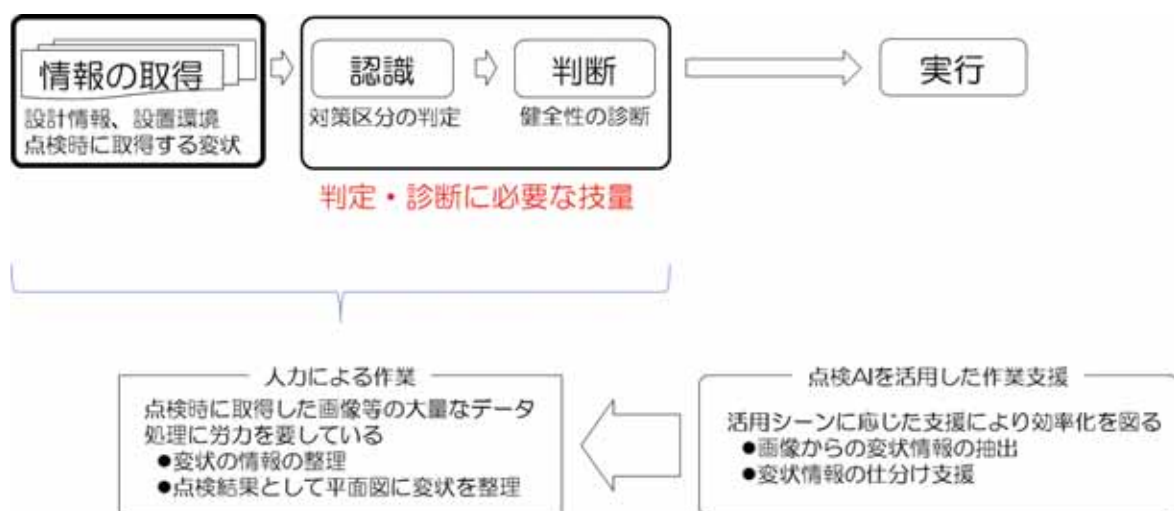 情報の取得
設計情報、設置環境
点検時に取得する変状
認識
対策区分の判定
判断
健全性の診断
実行
判定・診断に必要な技量
人力による作業
点検時に取得した画像等の大量なデータ
処理に労力を要している
●変状の情報の整理
●点検結果として平面図に変状を整理
点検AIを活用した作業支援
活用シーンに応じた支援により効率化を図る
●画像からの変状情報の抽出
●変状情報の仕分け支援